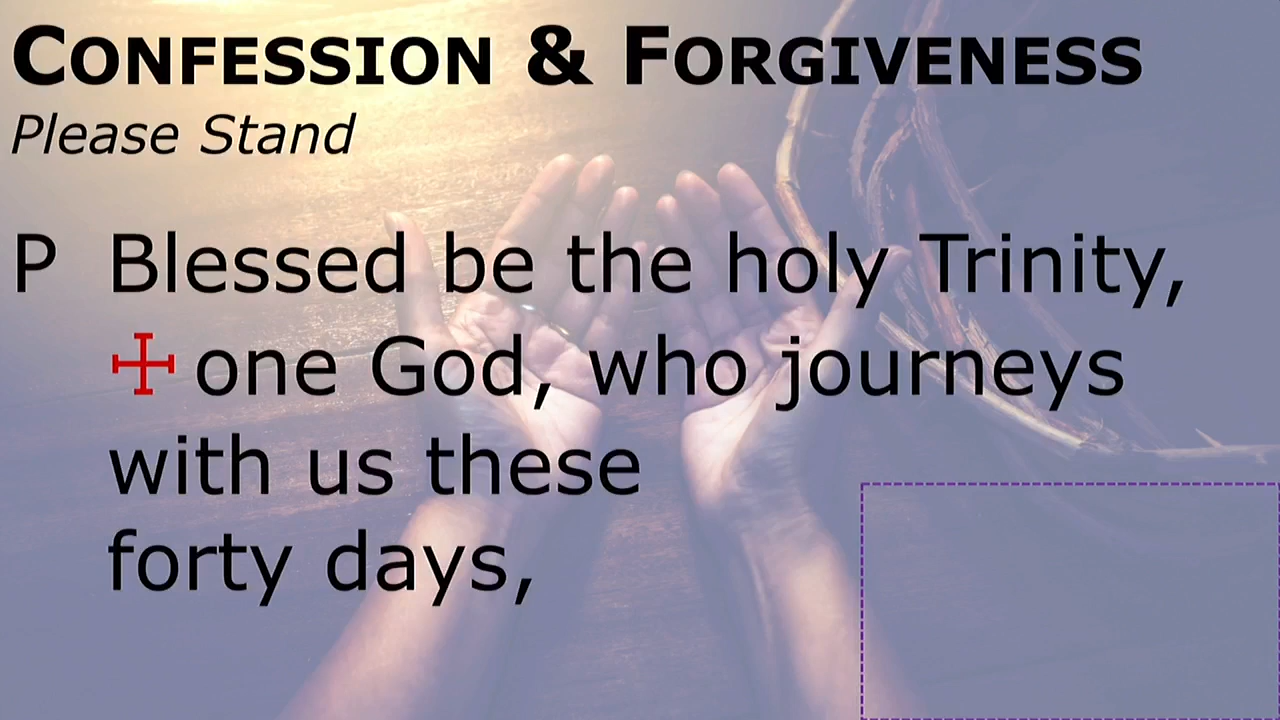 CONFESSION & FORGIVENESS
Please Stand
P Blessed be the holy Trinity,
☩ one God, who journeys
with us these
forty days,